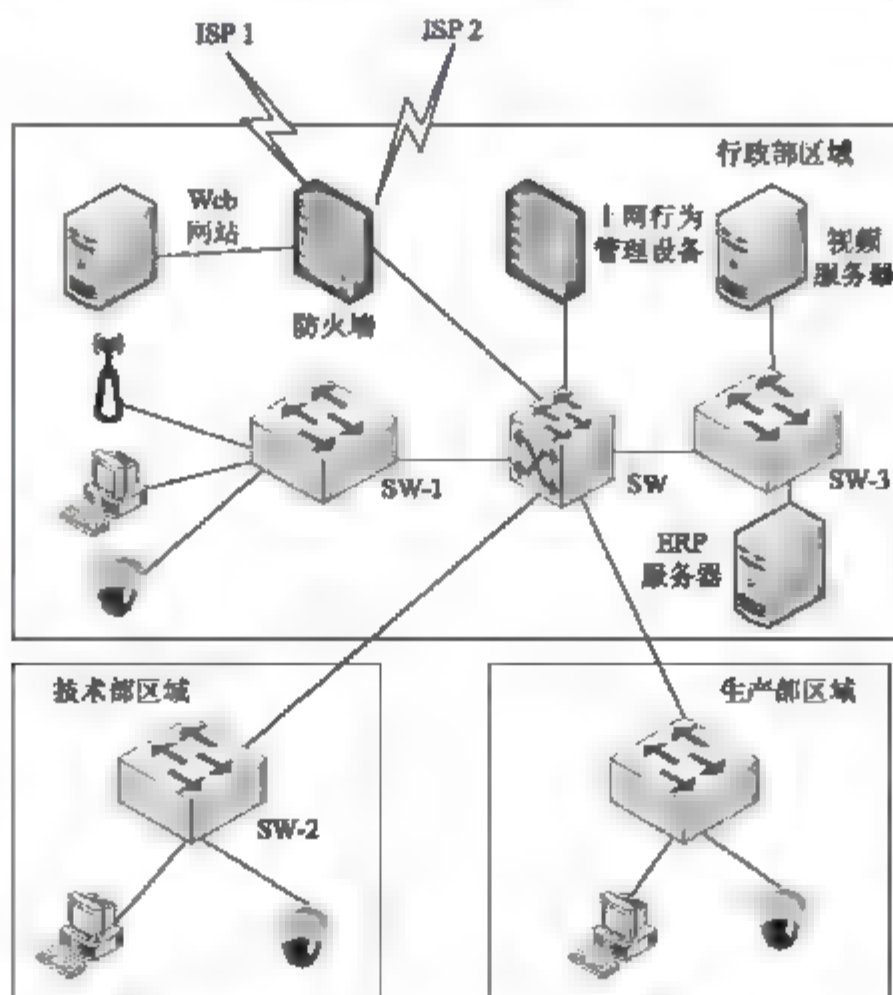 ISP 1
ISP 2
行政部区域
Web
网站
上网行为
管理设备
视频
服务器
防火墙
SW-1
SW
SW-3
ERP
服务器
技术部区域
生产部区域
SW-2